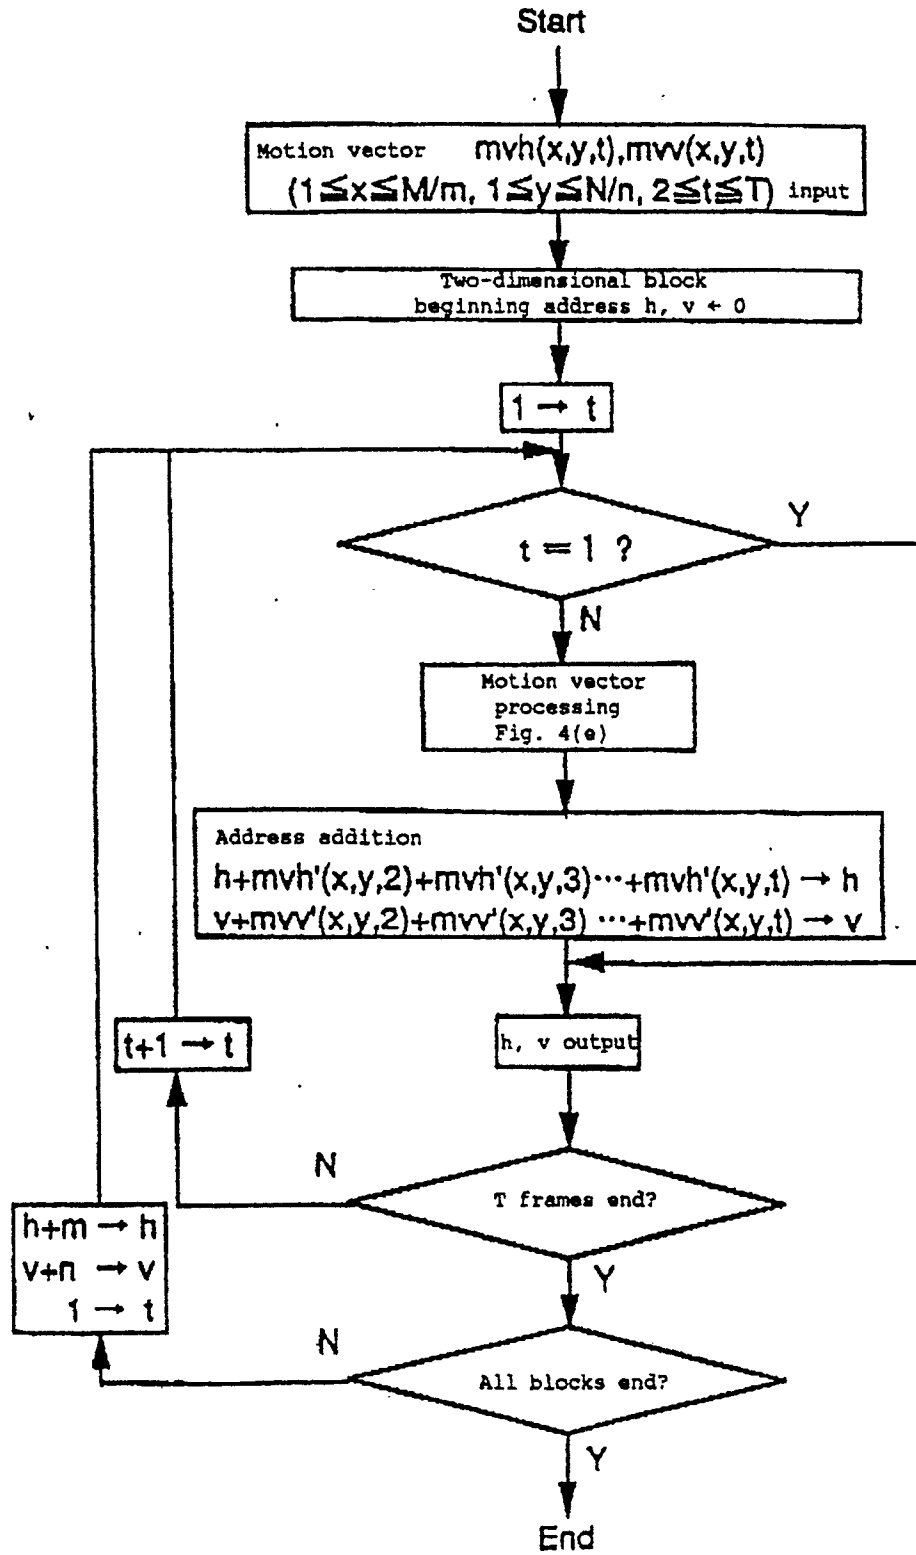 Start
Motion vector mvh(x,y,t),mvv(x,y,t)
(1≦x≦M/m, 1≦y≦N/n, 2≦t≦T) input
Two-dimensional block
beginning address h, v ← 0
1 → t
t = 1 ?
Y
N
Motion vector
processing
Fig. 4(e)
Address addition
h+mvh'(x,y,2)+mvh'(x,y,3)···+mvh'(x,y,t) → h
v+mvv'(x,y,2)+mvv'(x,y,3) ···+mvv'(x,y,t) → v
h, v output
t+1 → t
N
T frames end?
Y
h+m → h
v+n → v
1 → t
N
All blocks end?
Y
End